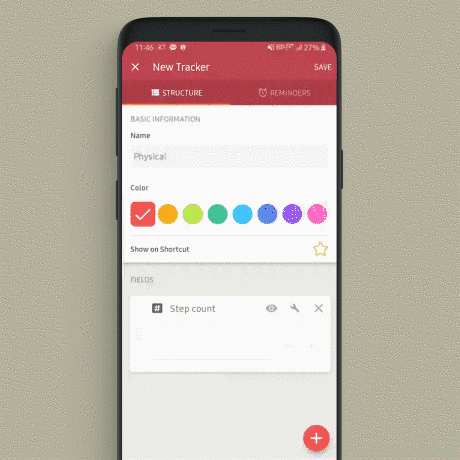 11:46 KT 27%
New Tracker SAVE
STRUCTURE REMINDERS
BASIC INFORMATION
Name
Physical
Color
Show on Shortcut
FIELDS
# Step count